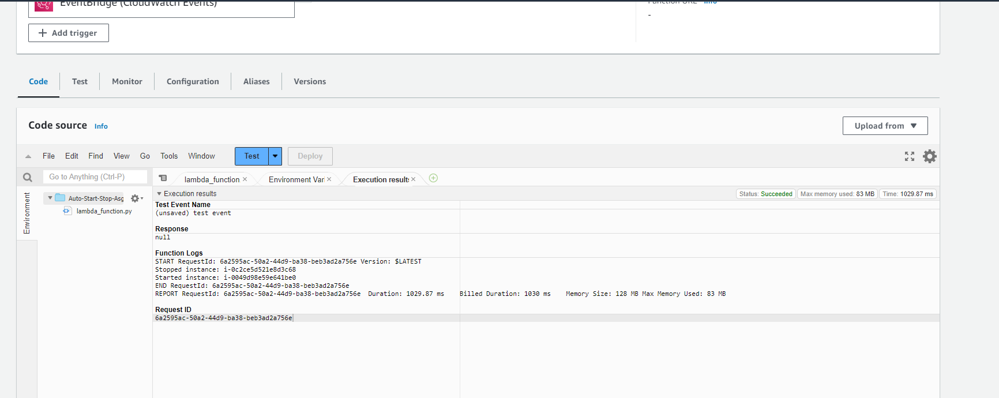 EventBridge (CloudWatch Events)
Function URL Info
-
Add trigger
Code Test Monitor Configuration Aliases Versions
Code source Info
Upload from
File Edit Find View Go Tools Window Test Deploy
Go to Anything (Ctrl-P)
lambda_function × Environment Var × Execution results ×
Environment
Auto-Start-Stop-Asg
lambda_function.py
Execution results
Status: Succeeded Max memory used: 83 MB Time: 1029.87 ms
Test Event Name
(unsaved) test event
Response
null
Function Logs
START RequestId: 6a2595ac-50a2-44d9-ba38-beb3ad2a756e Version: $LATEST
Stopped instance: i-0c2ce5d521e8d3c68
Started instance: i-0049d98e59e641be0
END RequestId: 6a2595ac-50a2-44d9-ba38-beb3ad2a756e
REPORT RequestId: 6a2595ac-50a2-44d9-ba38-beb3ad2a756e Duration: 1029.87 ms Billed Duration: 1030 ms Memory Size: 128 MB Max Memory Used: 83 MB
Request ID
6a2595ac-50a2-44d9-ba38-beb3ad2a756e